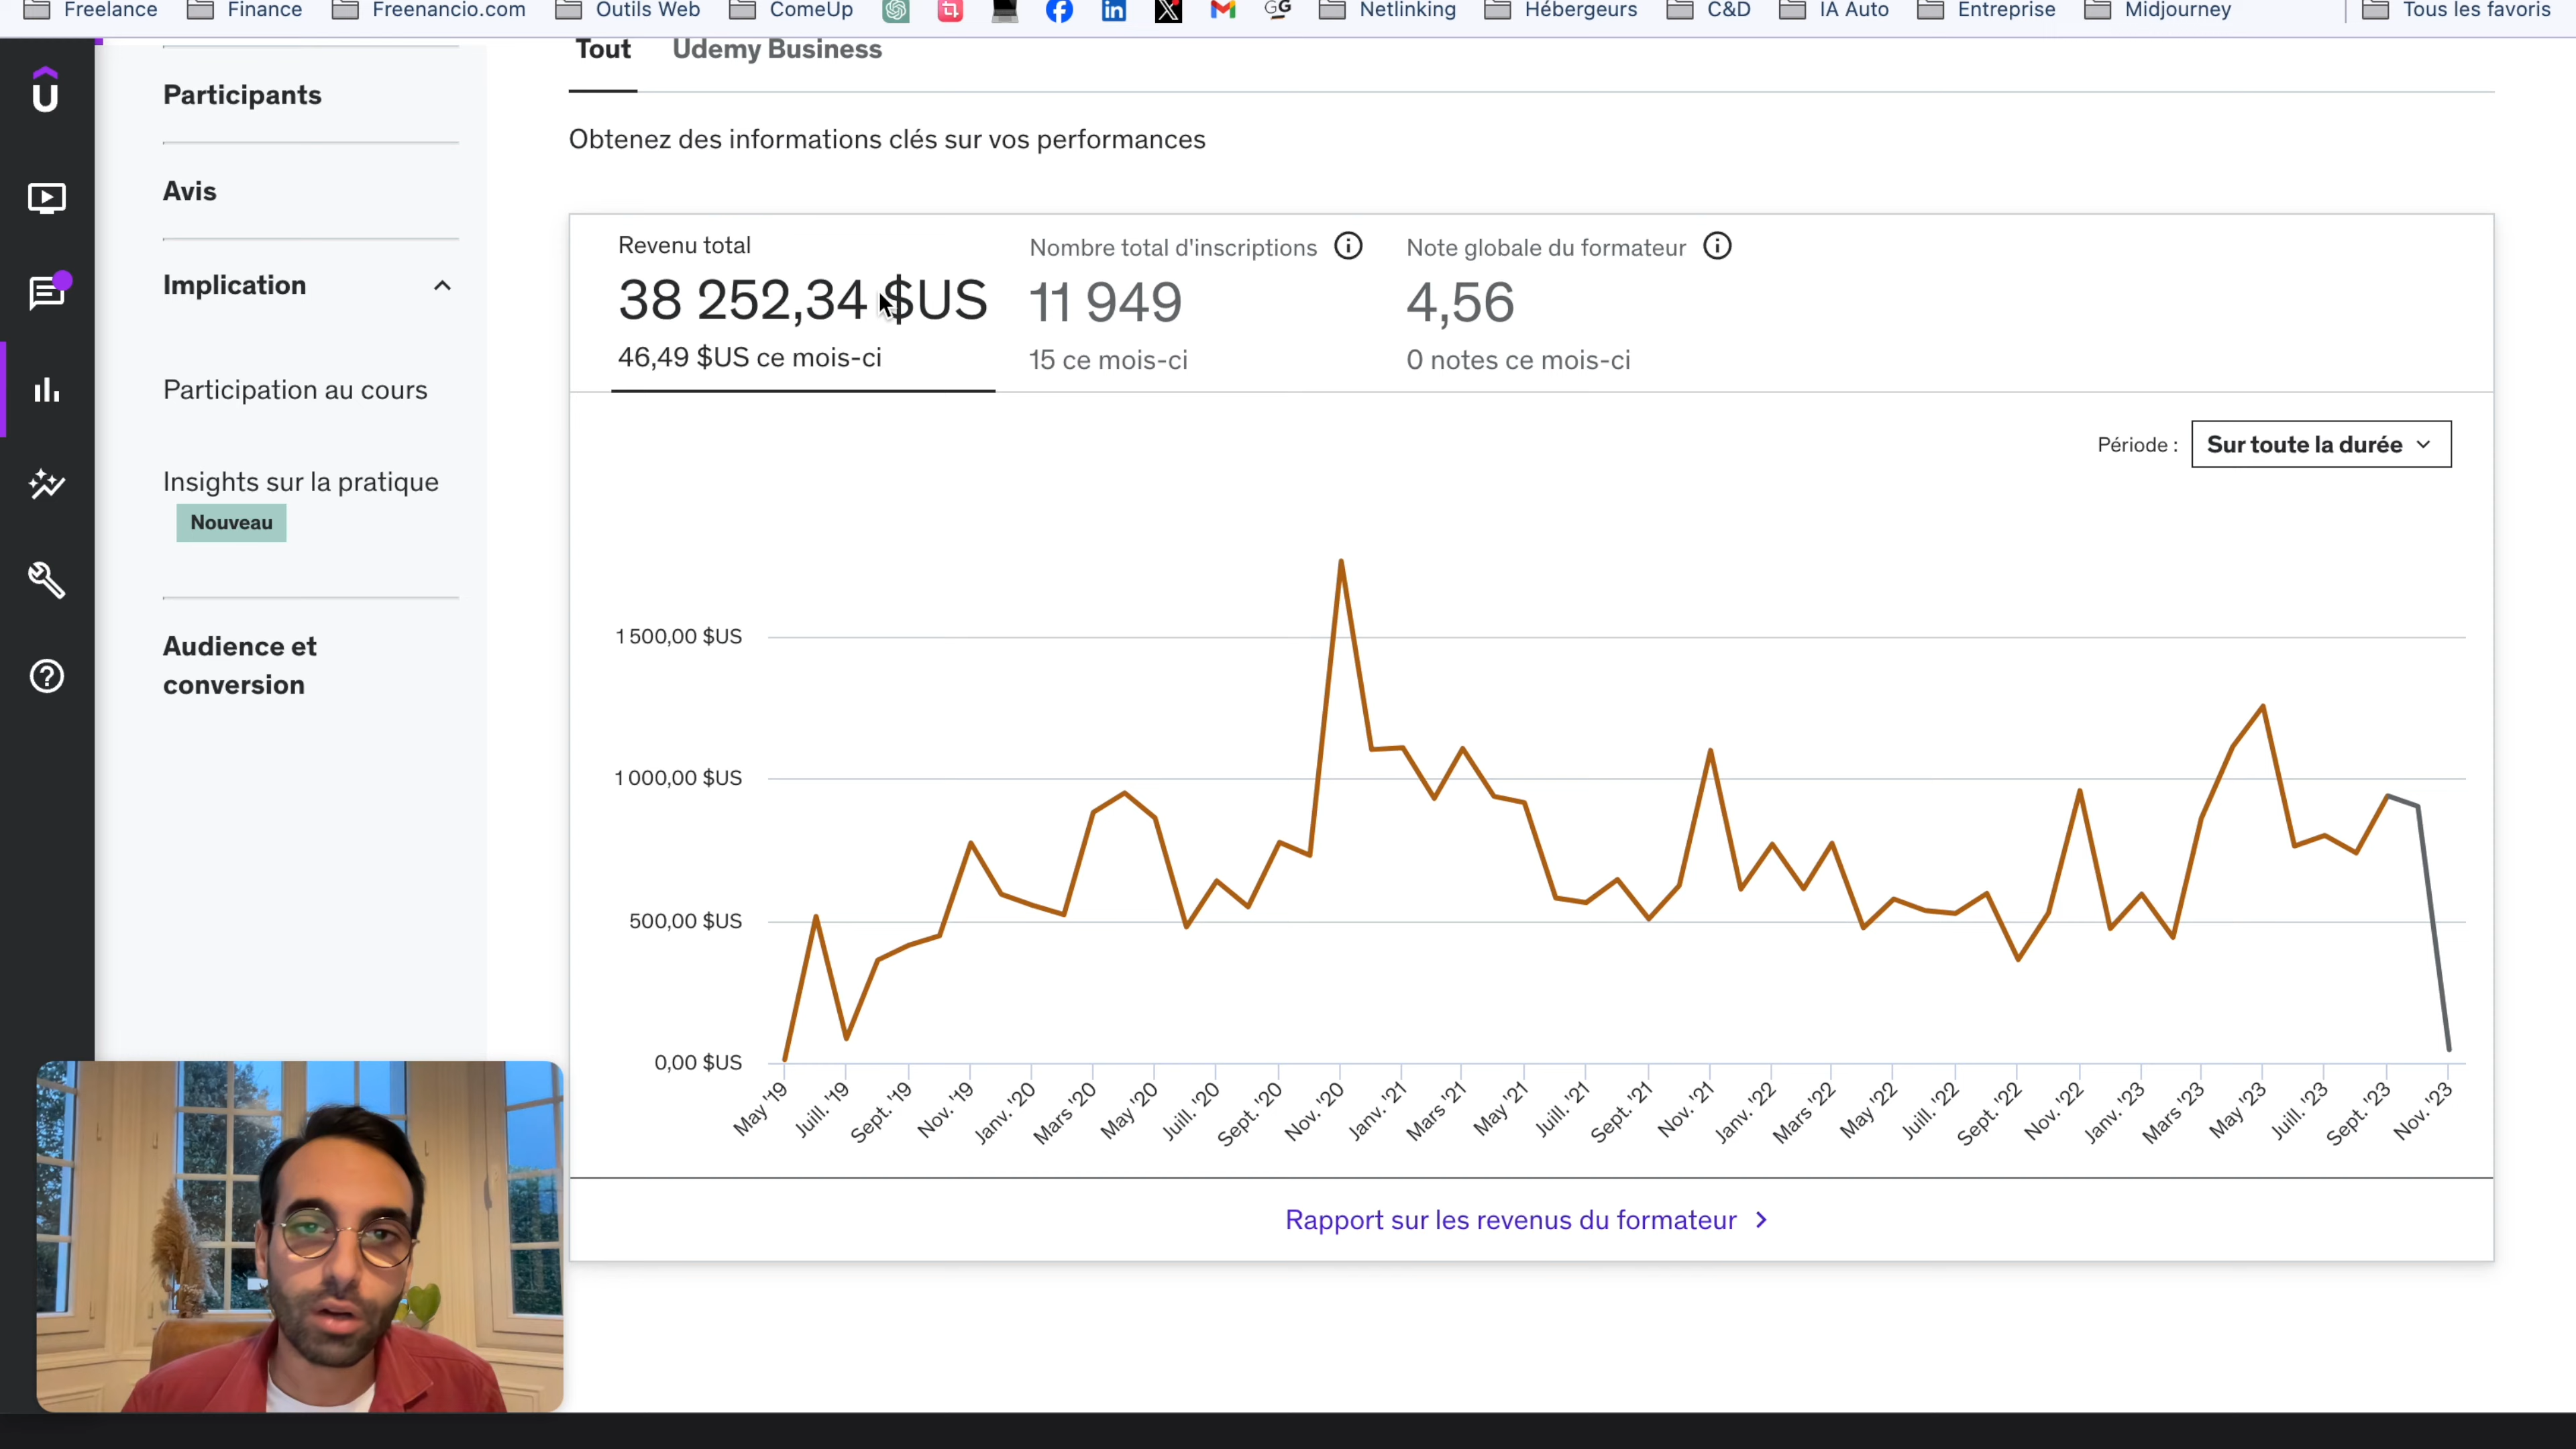 Freelance Finance Freenancio.com Outils Web ComeUp Netlinking Hébergeurs C&D IA Auto Entreprise Midjourney Tous les favoris
Tout Udemy Business
Participants
Avis
Implication
Participation au cours
Insights sur la pratique
Nouveau
Audience et
conversion
Obtenez des informations clés sur vos performances
Revenu total
38 252,34 $US
46,49 $US ce mois-ci
Nombre total d'inscriptions
11 949
15 ce mois-ci
Note globale du formateur
4,56
0 notes ce mois-ci
Période : Sur toute la durée
1 500,00 $US
1 000,00 $US
500,00 $US
0,00 $US
May '19 Juill. '19 Sept. '19 Nov. '19 Janv. '20 Mars '20 May '20 Juill. '20 Sept. '20 Nov. '20 Janv. '21 Mars '21 May '21 Juill. '21 Sept. '21 Nov. '21 Janv. '22 Mars '22 May '22 Juill. '22 Sept. '22 Nov. '22 Janv. '23 Mars '23 May '23 Juill. '23 Sept. '23 Nov. '23
Rapport sur les revenus du formateur